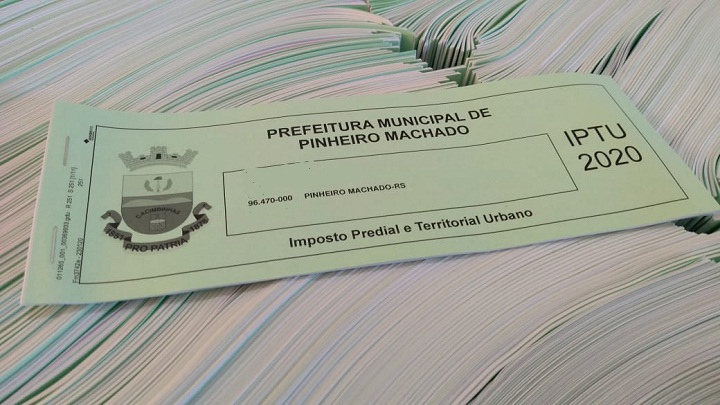 PREFEITURA MUNICIPAL DE
PINHEIRO MACHADO
IPTU
2020
96.470-000 PINHEIRO MACHADO-RS
Imposto Predial e Territorial Urbano
CACIMBINHAS
PRO PATRIA